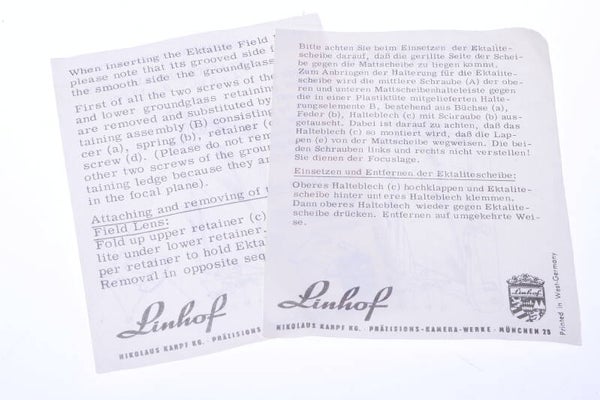 When inserting the Ektalite Field
please note that its grooved side f
the smooth side the groundglass
First of all the two screws of the
and lower groundglass retaining
are removed and substituted by
taining assembly (B) consisting
cer (a), spring (b), retainer (c
screw (d). (Please do not remo
other two screws of the grou
taining ledge because they ar
in the focal plane).
Attaching and removing of
Field Lens:
Fold up upper retainer (c)
lite under lower retainer.
per retainer to hold Ekta
Removal in opposite seq
Linhof
NIKOLAUS KARPF KG. · PRÄZISIONS
Bitte achten Sie beim Einsetzen der Ektalite-
scheibe darauf, daß die gerillte Seite der Schei-
be gegen die Mattscheibe zu liegen kommt.
Zum Anbringen der Halterung für die Ektalite-
scheibe wird die mittlere Schraube (A) der obe-
ren und unteren Mattscheibenhalteleiste gegen
die in einer Plastiktüte mitgelieferten Halte-
rungselemente B, bestehend aus Büchse (a),
Feder (b), Halteblech (c) mit Schraube (b) aus-
getauscht. Dabei ist darauf zu achten, daß das
Halteblech (c) so montiert wird, daß die Lap-
pen (e) von der Mattscheibe wegweisen. Die bei-
den Schrauben links und rechts nicht verstellen!
Sie dienen der Focuslage.
Einsetzen und Entfernen der Ektalitescheibe:
Oberes Halteblech (c) hochklappen und Ektalite-
scheibe hinter unteres Halteblech klemmen.
Dann oberes Halteblech wieder gegen Ektalite-
scheibe drücken. Entfernen auf umgekehrte Wei-
se.
Linhof
NIKOLAUS KARPF KG. · PRÄZISIONS-KAMERA-WERKE · MÜNCHEN 25
Linhof
Printed in West-Germany